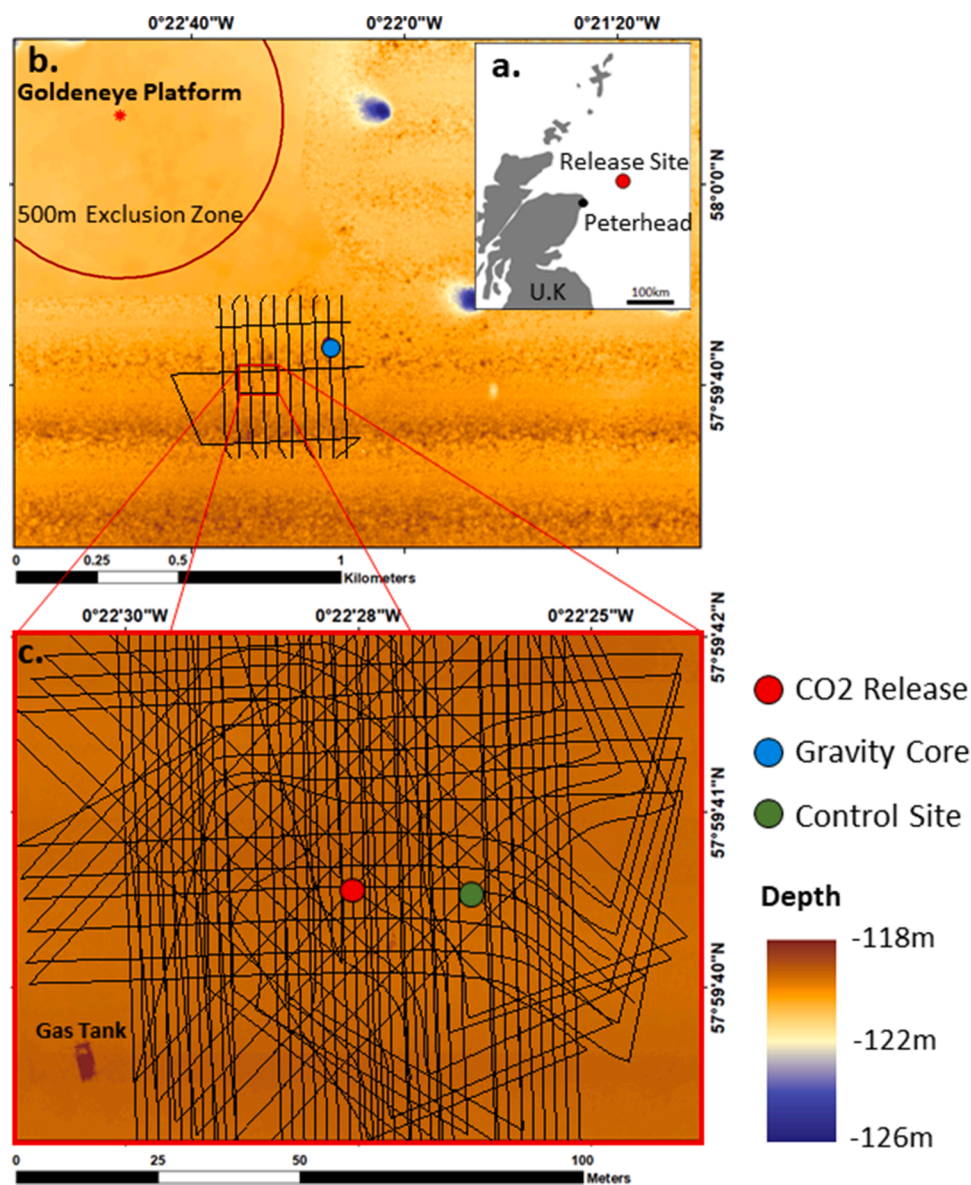 0°22'40"W
0°22'0"W
0°21'20"W
b.
Goldeneye Platform
500m Exclusion Zone
a.
Release Site
Peterhead
U.K
100km
58°0'0"N
57°59'40"N
0
0.25
0.5
1
Kilometers
0°22'30"W
0°22'28"W
0°22'25"W
c.
Gas Tank
57°59'42"N
57°59'41"N
57°59'40"N
0
25
50
100
Meters
CO2 Release
Gravity Core
Control Site
Depth
-118m
-122m
-126m